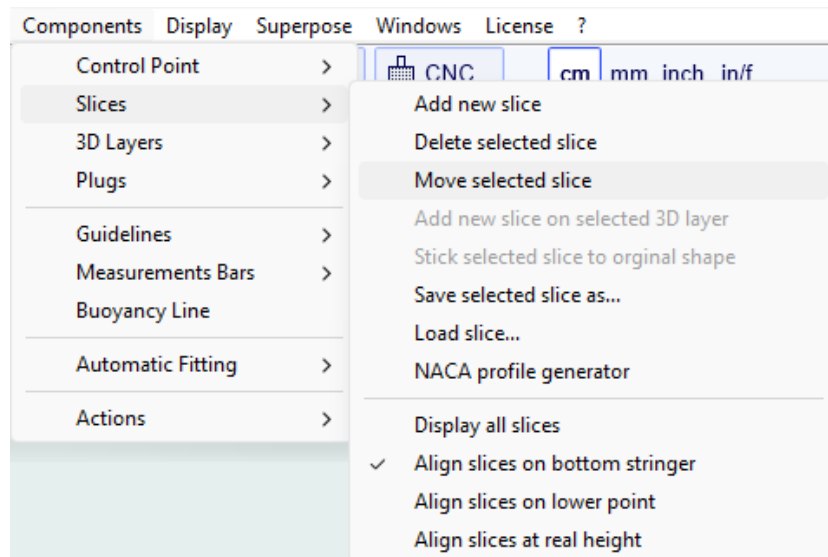 Components Display Superpose Windows License ?
CNC cm mm inch in/f
Control Point
Slices
3D Layers
Plugs
Guidelines
Measurements Bars
Buoyancy Line
Automatic Fitting
Actions
Add new slice
Delete selected slice
Move selected slice
Add new slice on selected 3D layer
Stick selected slice to orginal shape
Save selected slice as...
Load slice...
NACA profile generator
Display all slices
Align slices on bottom stringer
Align slices on lower point
Align slices at real height